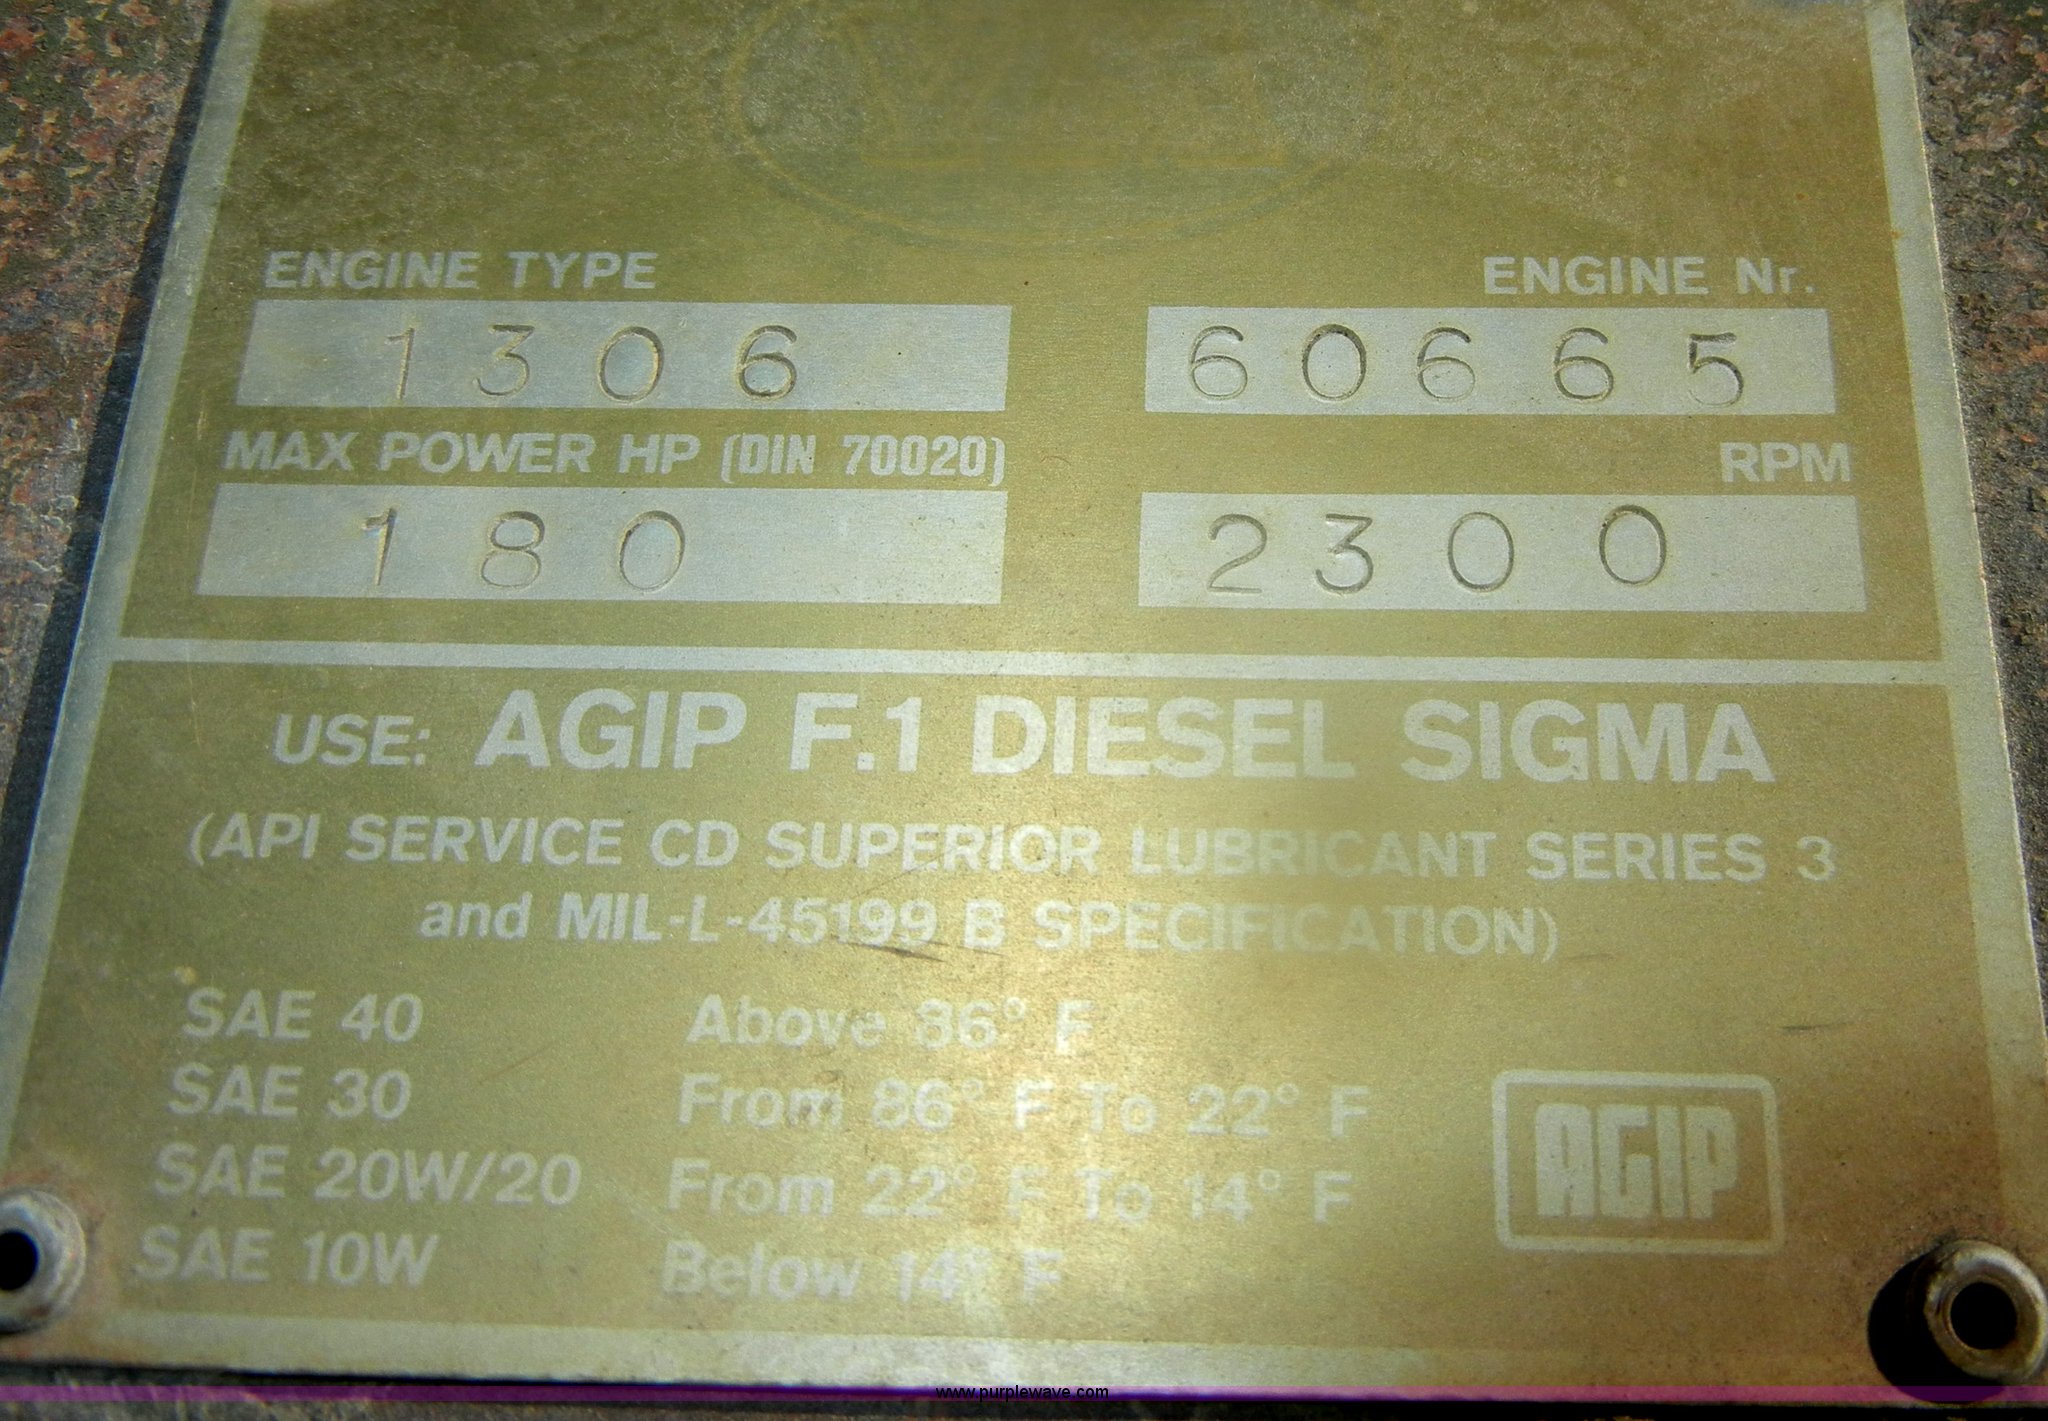 ENGINE TYPE ENGINE Nr.
1306 60665
MAX POWER HP (DIN 70020) RPM
180 2300
USE: AGIP F.1 DIESEL SIGMA
(API SERVICE CD SUPERIOR LUBRICANT SERIES 3
and MIL-L-45199 B SPECIFICATION)
SAE 40 Above 86° F
SAE 30 From 86° F To 22° F
SAE 20W/20 From 22° F To 14° F
SAE 10W Below 14° F
AGIP
www.purplewave.com